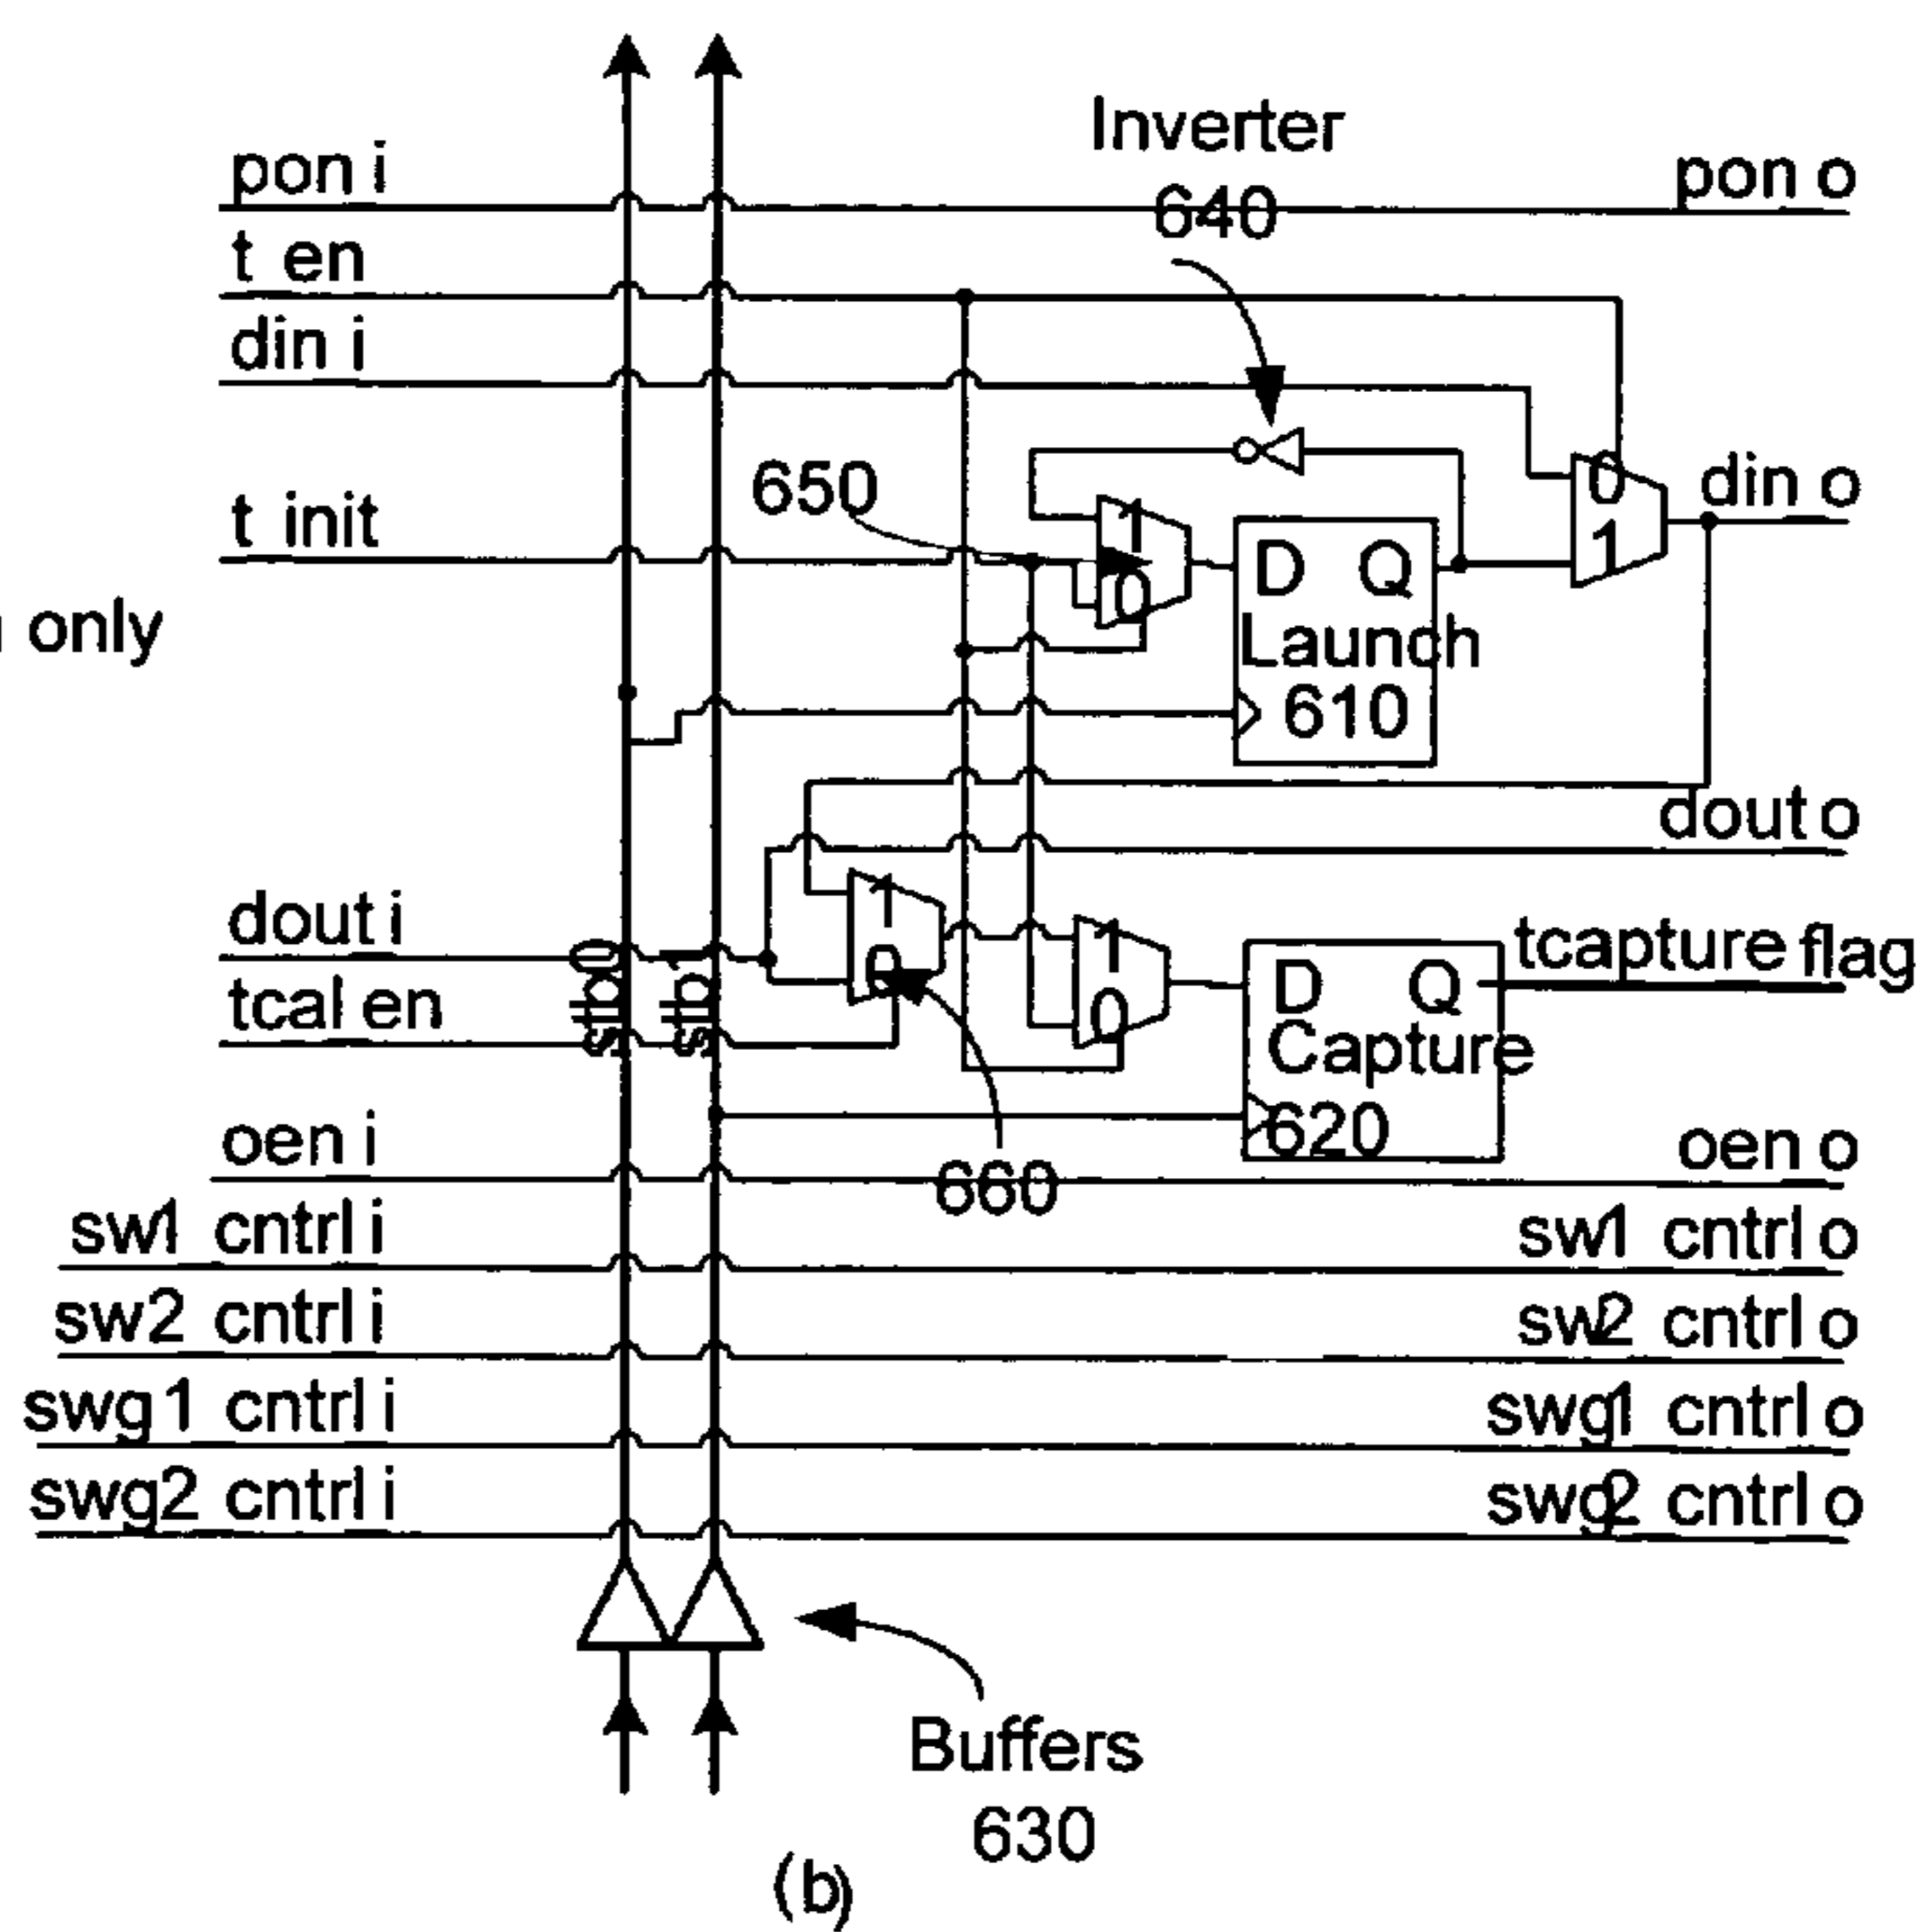 Inverter
640
pon i
pon o
t en
din i
650
0
1
din o
t init
1
0
D Q
Launch
610
only
dout o
dout i
tcal en
stb0
stb1
1
0
1
0
D Q
Capture
620
tcapture flag
oen i
oen o
660
sw1 cntrl i
sw1 cntrl o
sw2 cntrl i
sw2 cntrl o
swg1 cntrl i
swg1 cntrl o
swg2 cntrl i
swg2 cntrl o
Buffers
630
(b)